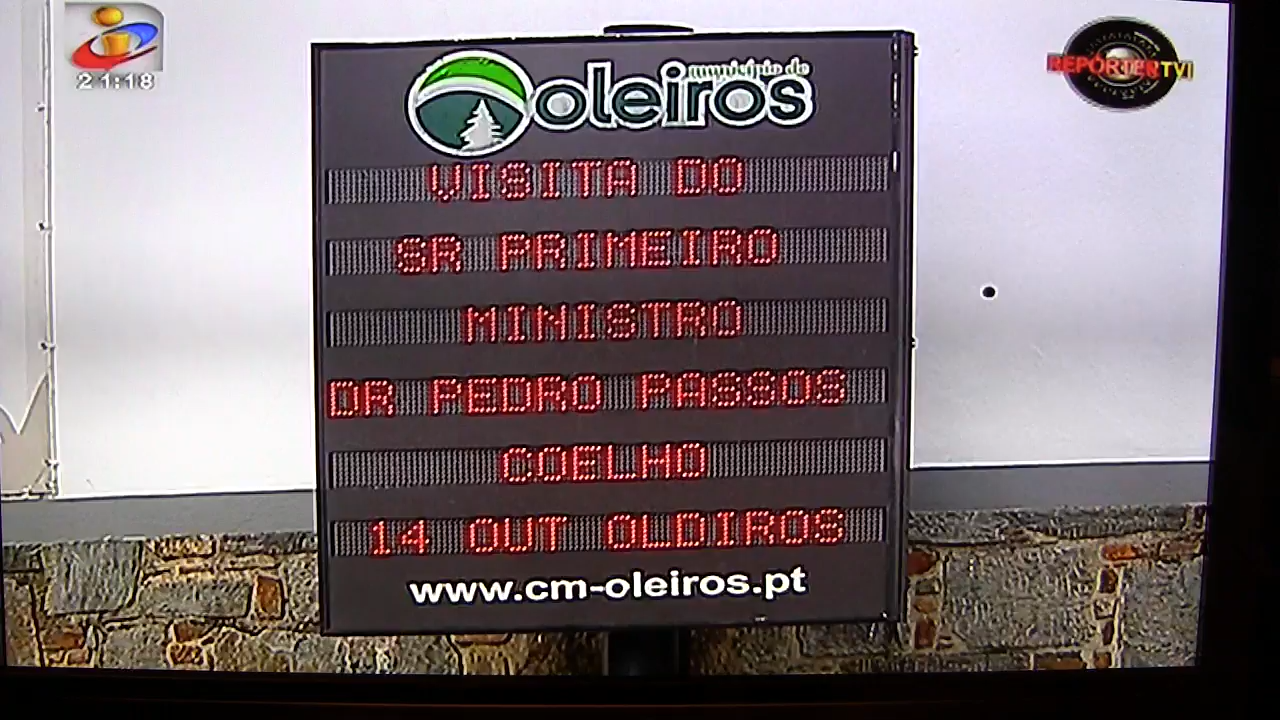 21:18
REPÓRTER TVI
município de
oleiros
VISITA DO
SR PRIMEIRO
MINISTRO
DR PEDRO PASSOS
COELHO
14 OUT OLDIROS
www.cm-oleiros.pt